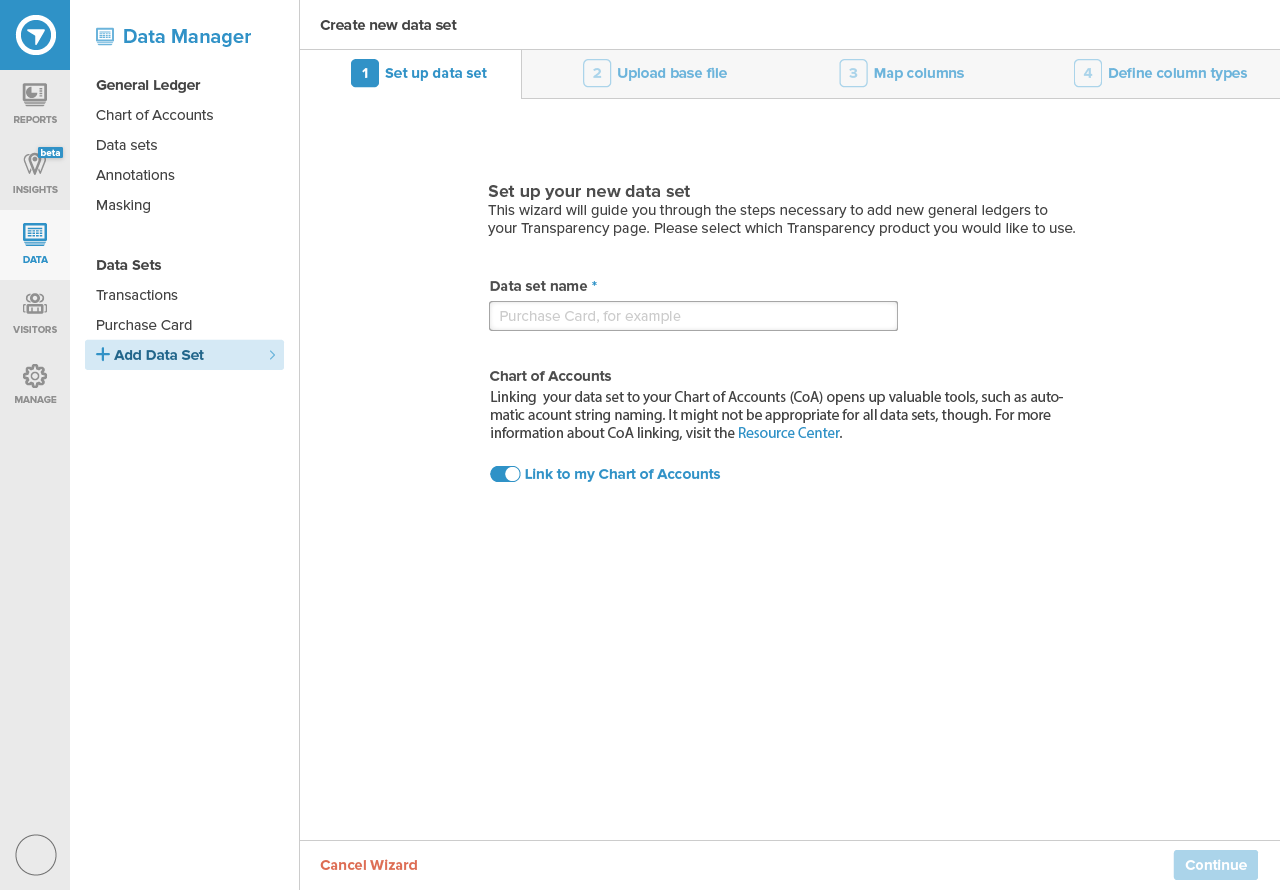 REPORTS
beta
INSIGHTS
DATA
VISITORS
MANAGE
Data Manager
General Ledger
Chart of Accounts
Data sets
Annotations
Masking
Data Sets
Transactions
Purchase Card
Add Data Set
Create new data set
1 Set up data set
2 Upload base file
3 Map columns
4 Define column types
Set up your new data set
This wizard will guide you through the steps necessary to add new general ledgers to
your Transparency page. Please select which Transparency product you would like to use.
Data set name *
Purchase Card, for example
Chart of Accounts
Linking  your data set to your Chart of Accounts (CoA) opens up valuable tools, such as auto-
matic acount string naming. It might not be appropriate for all data sets, though. For more
information about CoA linking, visit the Resource Center.
Link to my Chart of Accounts
Cancel Wizard
Continue